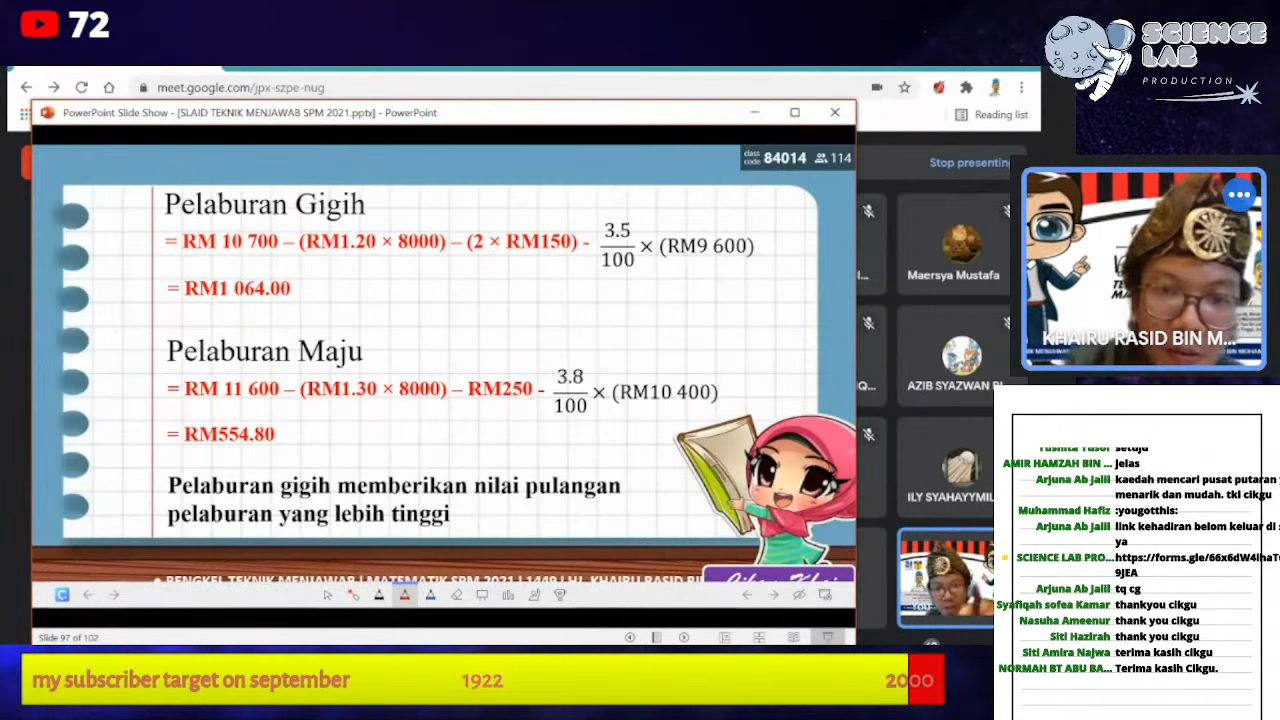 72
SCIENCE
LAB
PRODUCTION
meet.google.com/jpx-szpe-nug
Reading list
PowerPoint Slide Show - [SLAID TEKNIK MENJAWAB SPM 2021.pptx] - PowerPoint
class code 84014 114
Stop presenting
Pelaburan Gigih
= RM 10 700 – (RM1.20 × 8000) – (2 × RM150) - 3.5/100 × (RM9 600)
= RM1 064.00
Pelaburan Maju
= RM 11 600 – (RM1.30 × 8000) – RM250 - 3.8/100 × (RM10 400)
= RM554.80
Pelaburan gigih memberikan nilai pulangan
pelaburan yang lebih tinggi
Slide 97 of 102
Maersya Mustafa
AZIB SYAZWAN
ILY SYAHAYYMIL
KHAIRU RASID BIN M...
setuju
AMIR HAMZAH BIN ... jelas
Arjuna Ab Jalil kaedah mencari pusat putaran
menarik dan mudah. tkl cikgu
Muhammad Hafiz :yougotthis:
Arjuna Ab Jalil link kehadiran belom keluar di
ya
SCIENCE LAB PRO... https://forms.gle/66x6dW4
9JEA
Arjuna Ab Jalil tq cg
Syafiqah sofea Kamar thankyou cikgu
Nasuha Ameenur thank you cikgu
Siti Hazirah thank you cikgu
Siti Amira Najwa terima kasih cikgu
NORMAH BT ABU BA... Terima kasih Cikgu.
my subscriber target on september 1922 2000